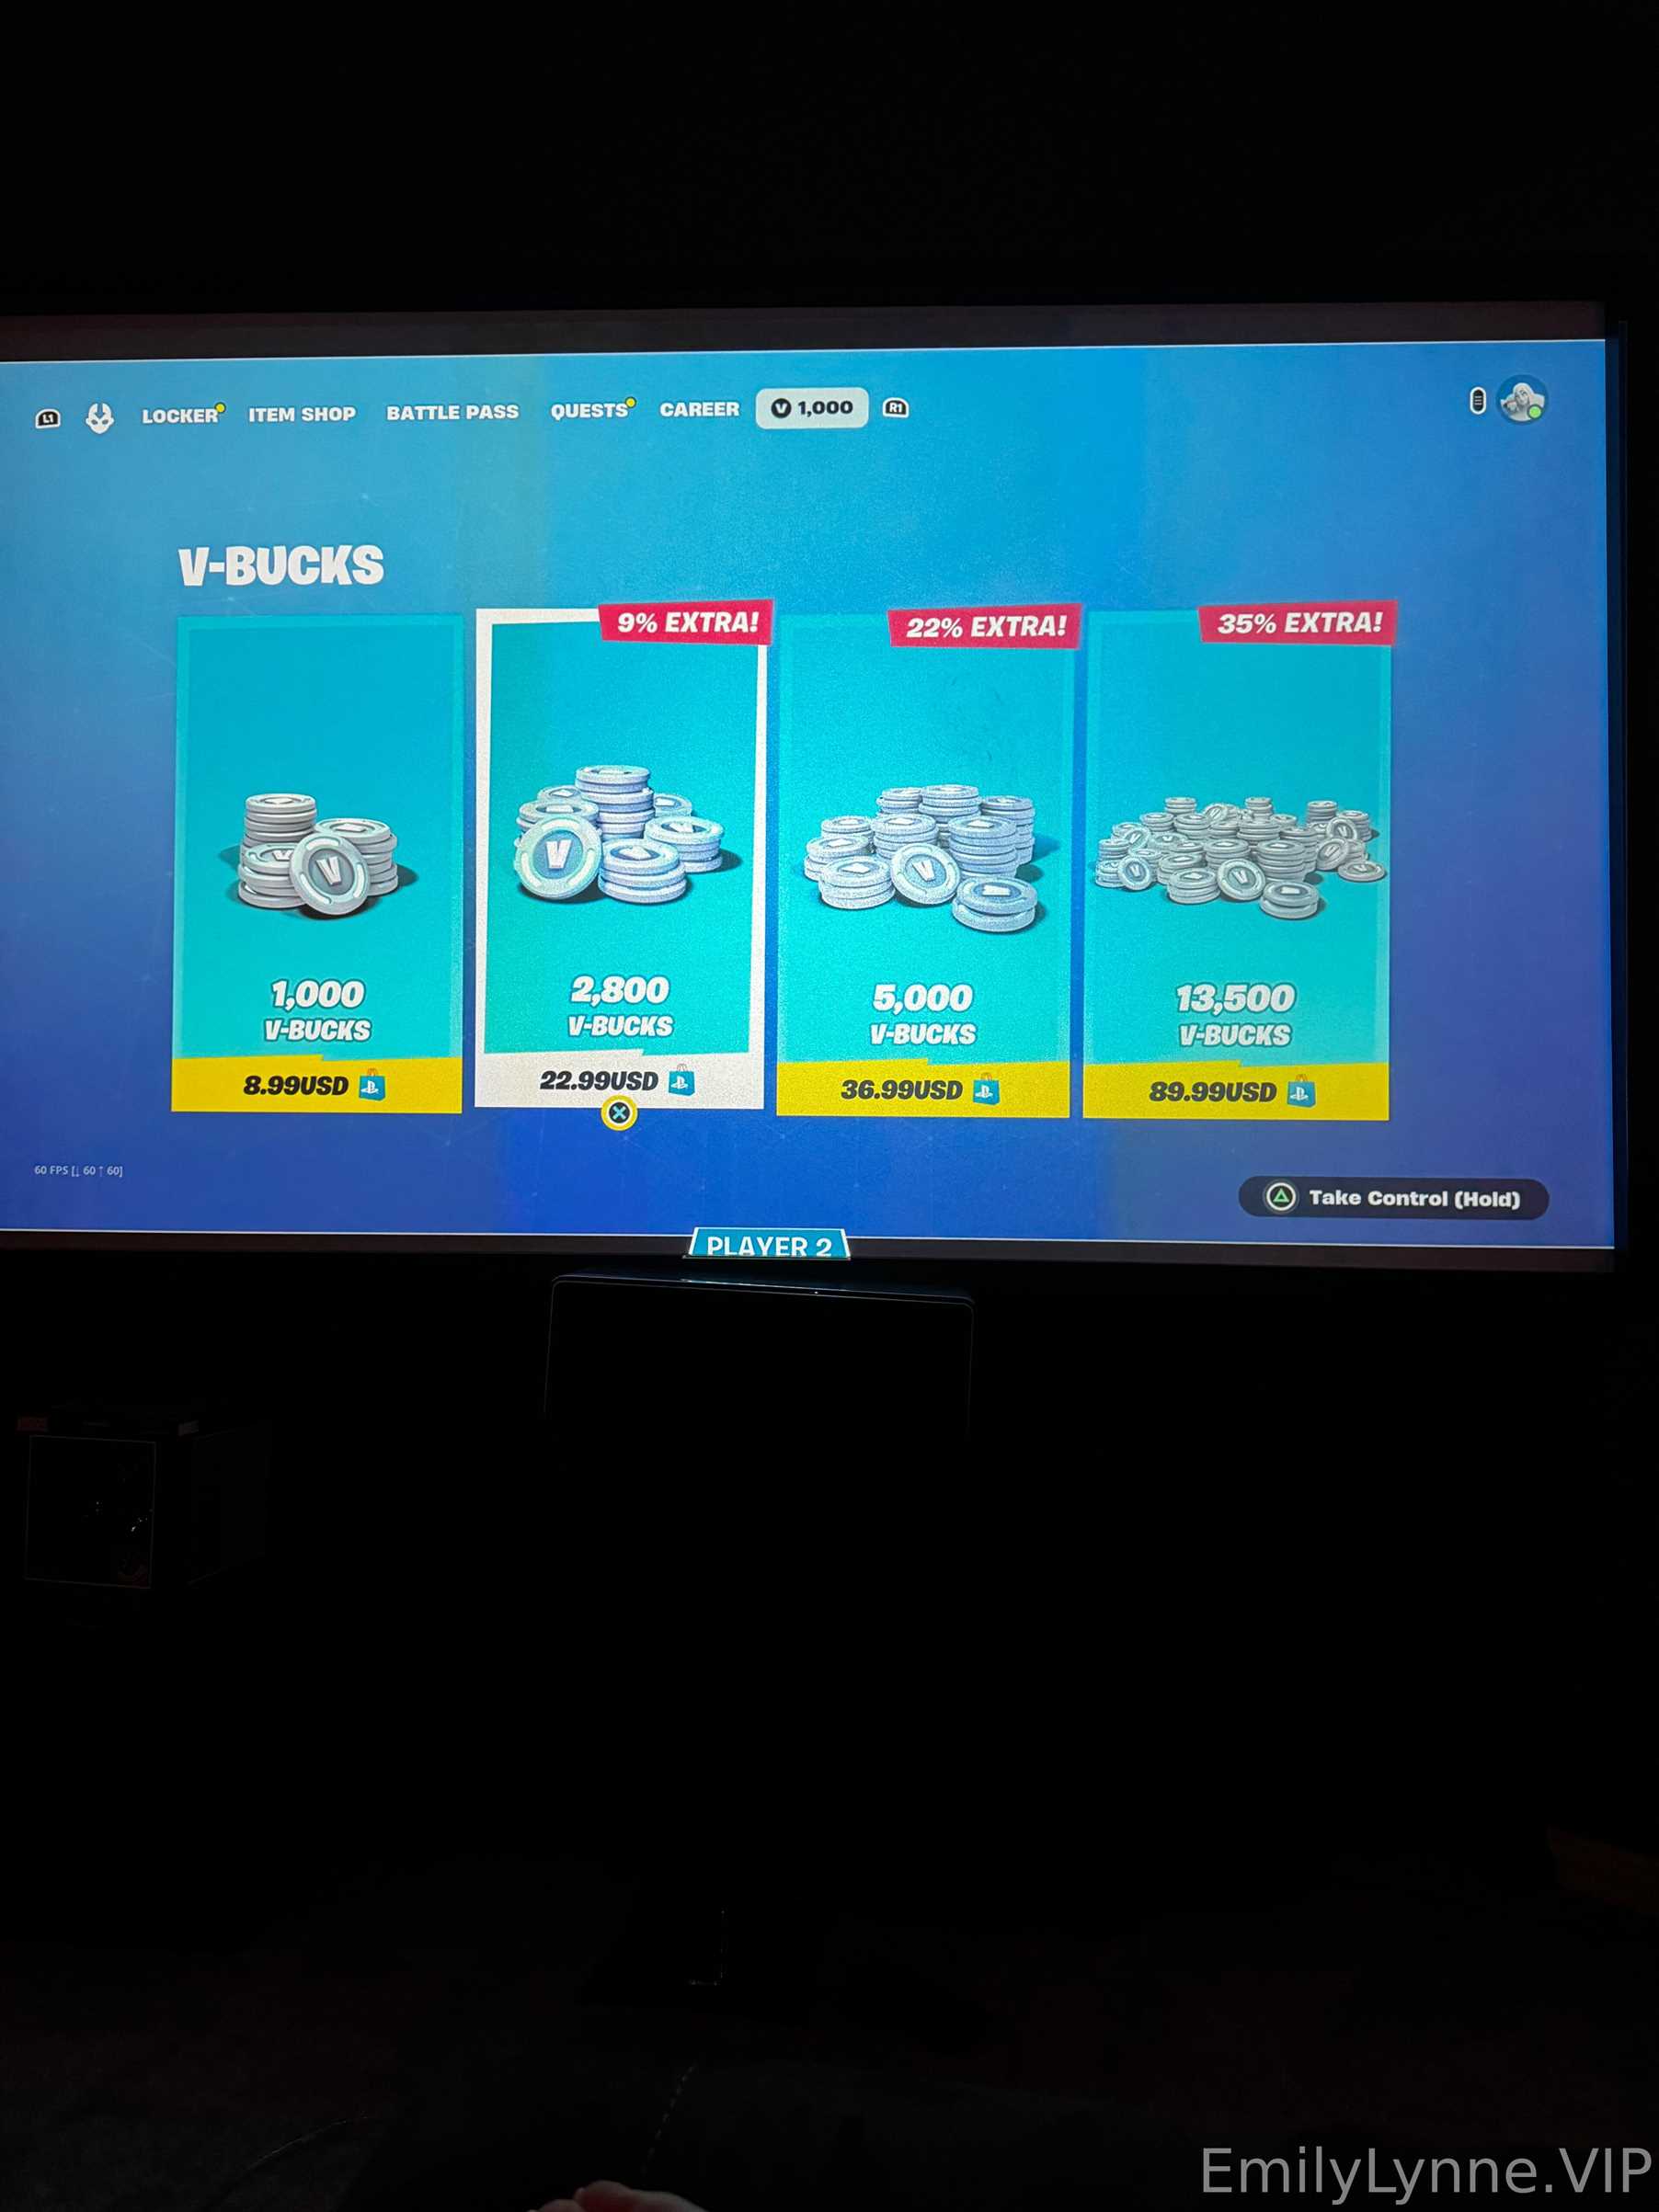 L1 LOCKER ITEM SHOP BATTLE PASS QUESTS CAREER V 1,000 R1
V-BUCKS
9% EXTRA!
22% EXTRA!
35% EXTRA!
1,000
V-BUCKS
8.99USD
2,800
V-BUCKS
22.99USD
5,000
V-BUCKS
36.99USD
13,500
V-BUCKS
89.99USD
60 FPS [↓ 60 ↑ 60]
Take Control (Hold)
PLAYER 2
EmilyLynne.VIP